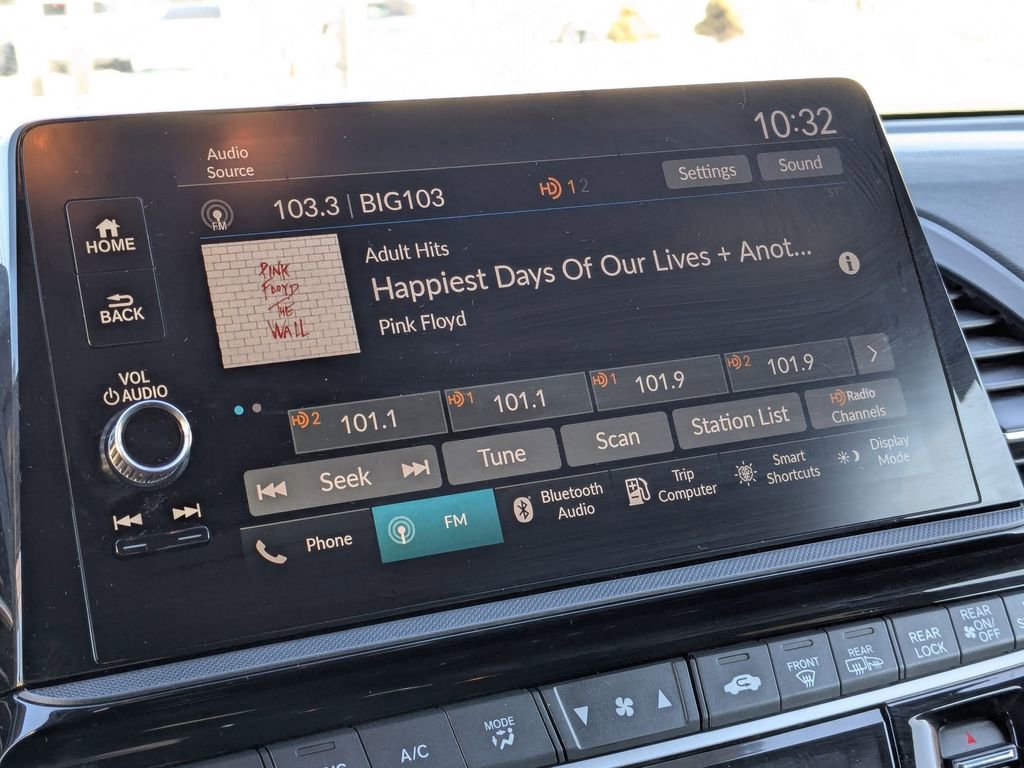 10:32
Audio
Source
Settings
Sound
FM
103.3 | BIG103
HD 1 2
ST
HOME
BACK
PINK
FLOYD
THE
WALL
Adult Hits
Happiest Days Of Our Lives + Anot...
i
Pink Floyd
VOL
AUDIO
HD 2 101.1
HD 1 101.1
HD 1 101.9
HD 2 101.9
Seek
Tune
Scan
Station List
HD Radio
Channels
Phone
FM
Bluetooth
Audio
Trip
Computer
Smart
Shortcuts
Display
Mode
A/C
MODE
FRONT
REAR
REAR
LOCK
REAR
ON/
OFF